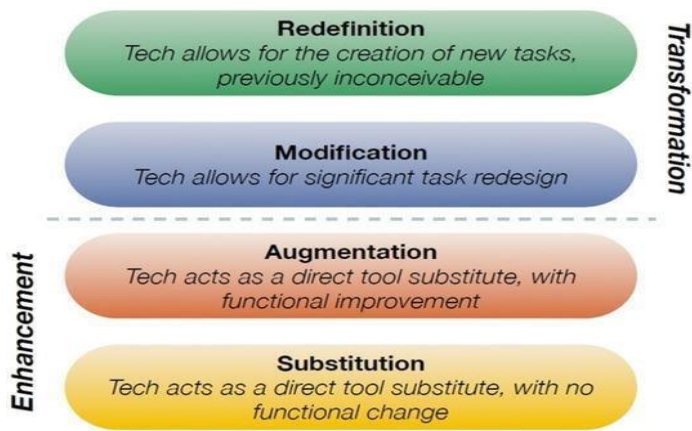 Redefinition
Tech allows for the creation of new tasks,
previously inconceivable
Modification
Tech allows for significant task redesign
Transformation
Augmentation
Tech acts as a direct tool substitute, with
functional improvement
Substitution
Tech acts as a direct tool substitute, with no
functional change
Enhancement